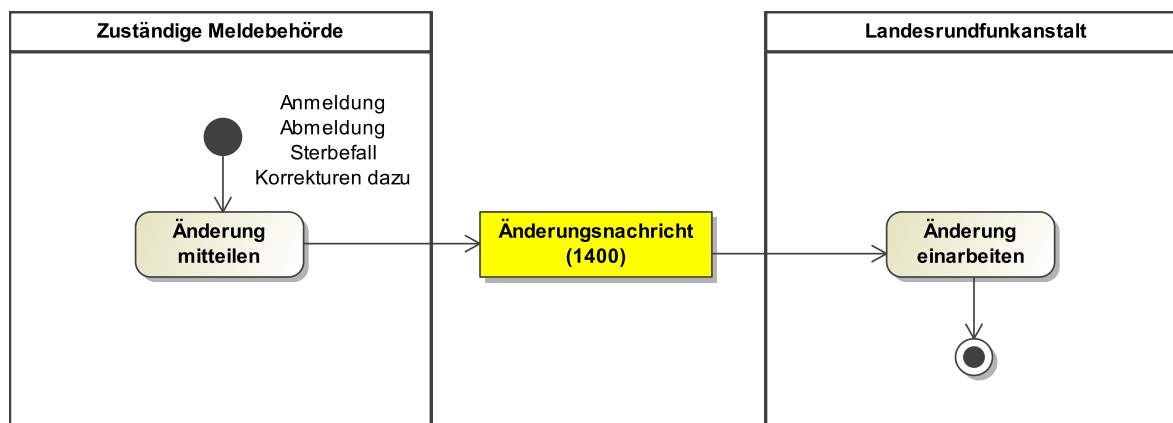 Zuständige Meldebehörde
Landesrundfunkanstalt
Anmeldung
Abmeldung
Sterbefall
Korrekturen dazu
Änderung
mitteilen
Änderungsnachricht
(1400)
Änderung
einarbeiten